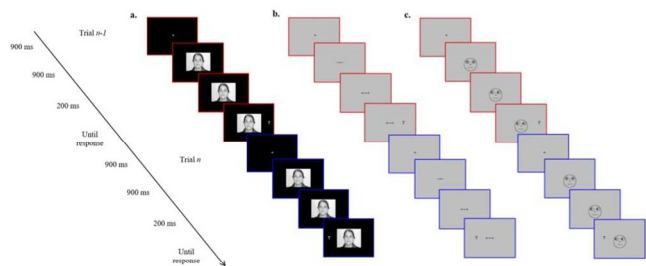 a.
b.
c.
Trial n-1
900 ms
900 ms
200 ms
Until
response
Trial n
900 ms
900 ms
200 ms
Until
response
T
T
T
T
T
T